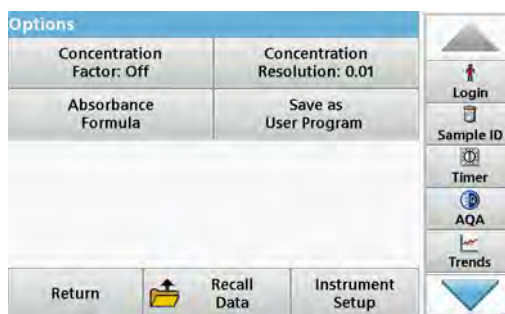 Options
Concentration
Factor: Off
Concentration
Resolution: 0.01
Absorbance
Formula
Save as
User Program
Return
Recall
Data
Instrument
Setup
Login
Sample ID
Timer
AQA
Trends